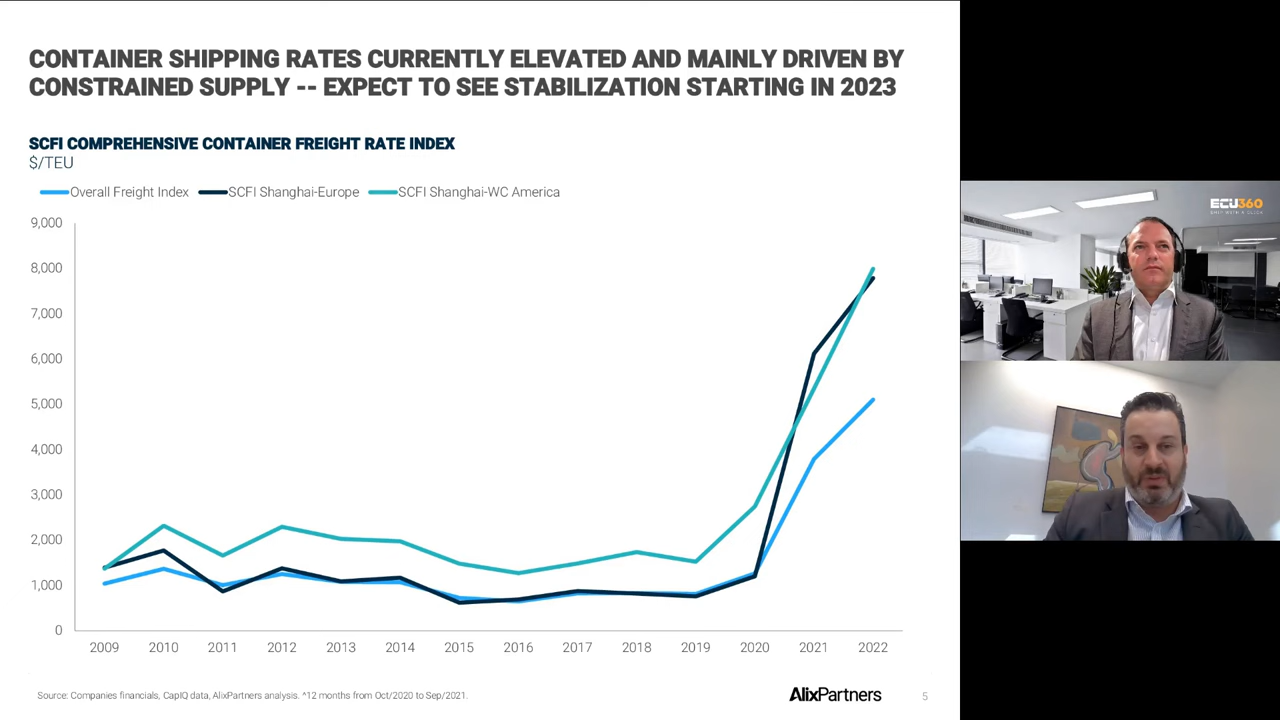 CONTAINER SHIPPING RATES CURRENTLY ELEVATED AND MAINLY DRIVEN BY
CONSTRAINED SUPPLY -- EXPECT TO SEE STABILIZATION STARTING IN 2023
SCFI COMPREHENSIVE CONTAINER FREIGHT RATE INDEX
$/TEU
Overall Freight Index SCFI Shanghai-Europe SCFI Shanghai-WC America
9,000
8,000
7,000
6,000
5,000
4,000
3,000
2,000
1,000
0
2009 2010 2011 2012 2013 2014 2015 2016 2017 2018 2019 2020 2021 2022
Source: Companies financials, CapIQ data, AlixPartners analysis. ^12 months from Oct/2020 to Sep/2021.
AlixPartners
5
ECU360
SHIP WITH A CLICK